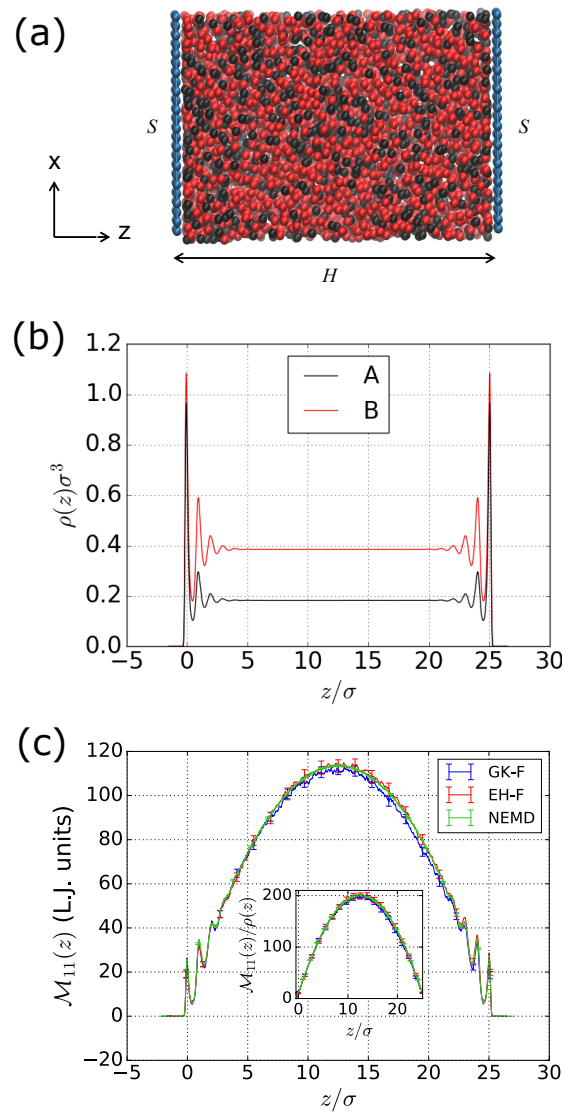 (a)
S
S
x
z
H
(b)
1.2
1.0
0.8
0.6
0.4
0.2
0.0
ρ(z)σ³
A
B
−5 0 5 10 15 20 25 30
z/σ
(c)
120
100
80
60
40
20
0
−20
ℳ₁₁(z) (L.J. units)
GK-F
EH-F
NEMD
200
100
0
ℳ₁₁(z)/ρ(z)
0 10 20
z/σ
−5 0 5 10 15 20 25 30
z/σ